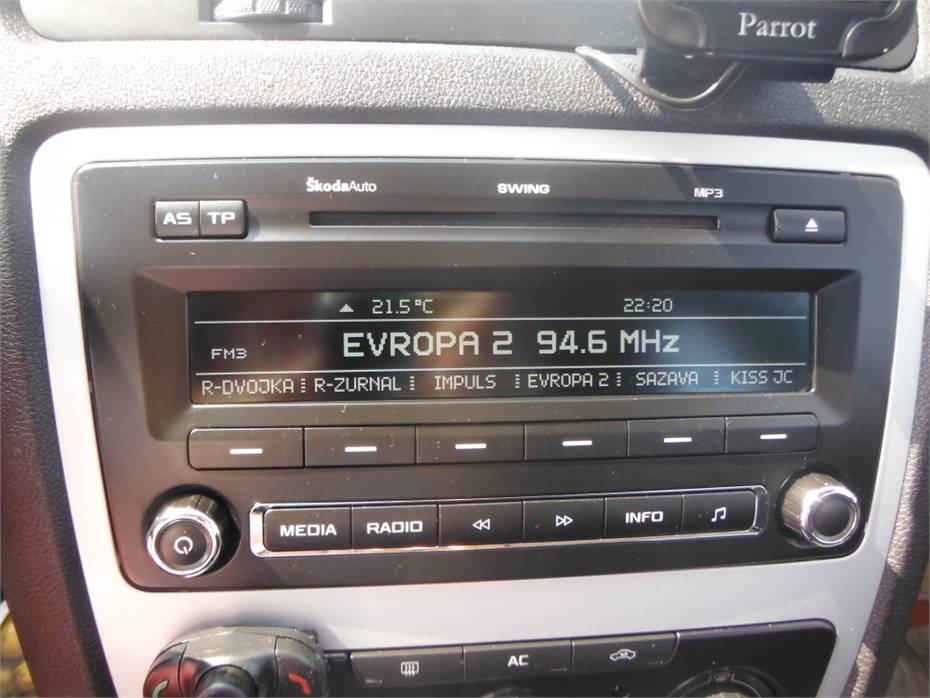 Parrot
ŠkodaAuto SWING MP3
AS TP
21.5°C 22:20
FM3 EVROPA 2 94.6 MHz
R-DVOJKA R-ZURNAL IMPULS EVROPA 2 SAZAVA KISS JC
MEDIA RADIO INFO
AC